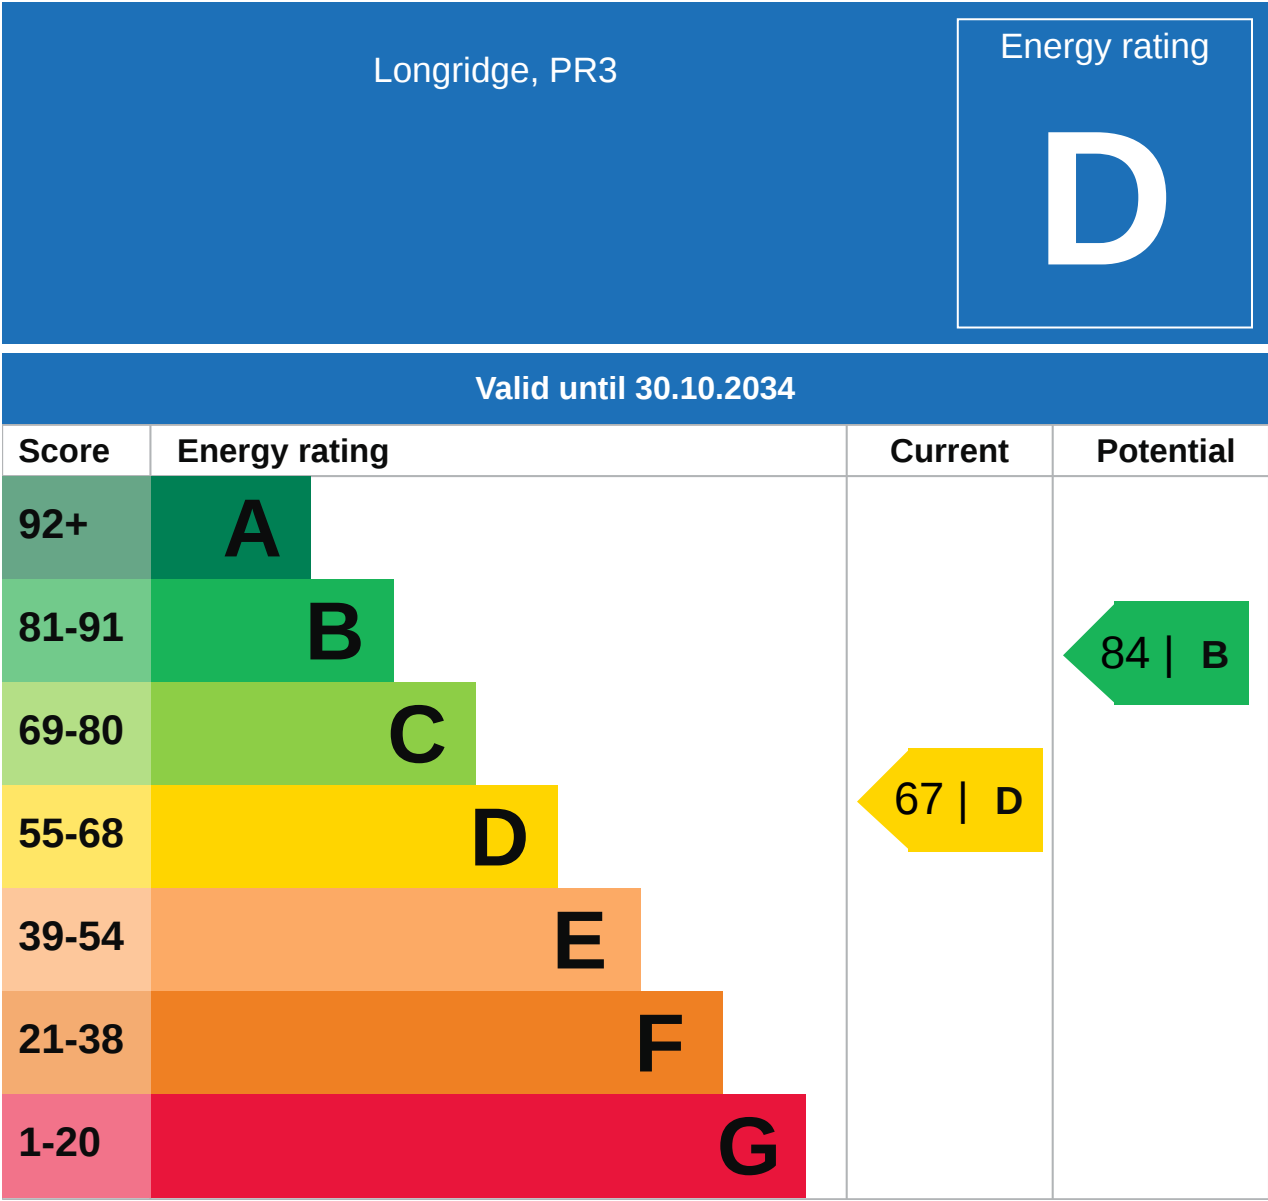 Longridge, PR3
Energy rating
D
Valid until 30.10.2034
Score Energy rating Current Potential
92+ A
81-91 B
84 | B
69-80 C
67 | D
55-68 D
39-54 E
21-38 F
1-20 G